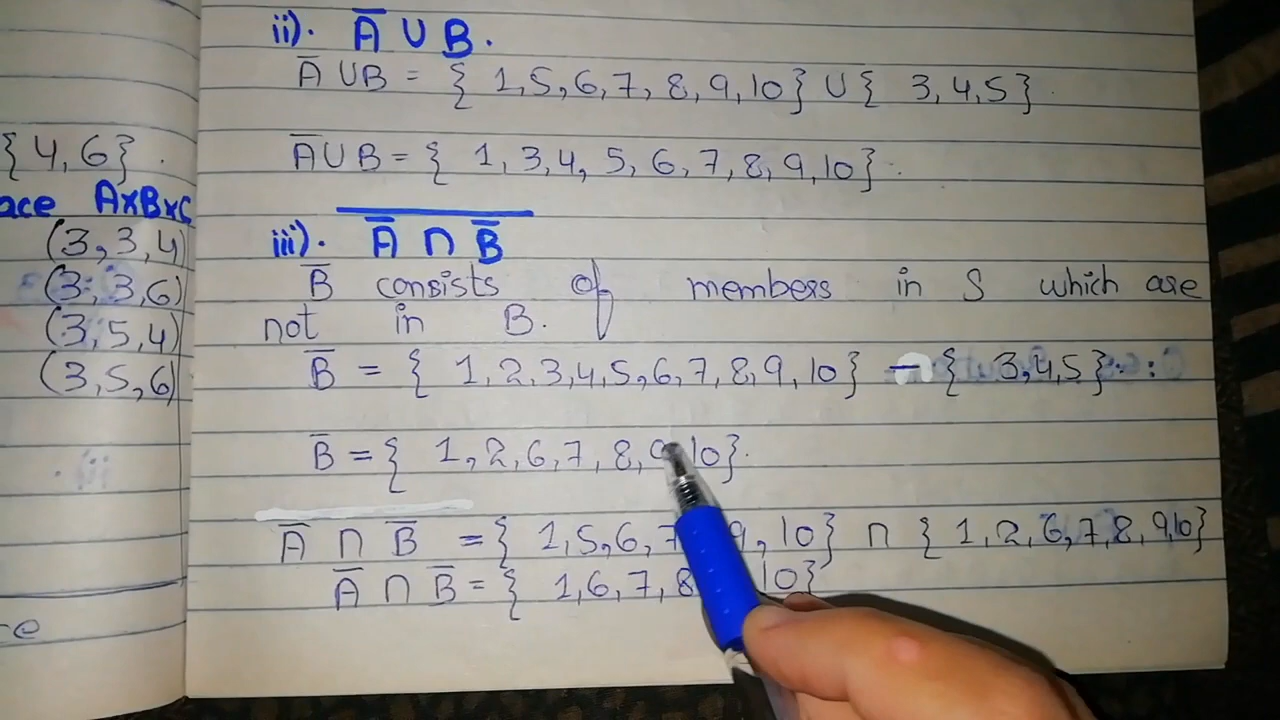 {4,6}.
ace A×B×C
(3,3,4)
(3,3,6)
(3,5,4)
(3,5,6)
ii). A̅ ∪ B.
A̅ ∪B = { 1,5,6,7,8,9,10} ∪ { 3,4,5}.
A̅ ∪ B = { 1,3,4,5,6,7,8,9,10}.
iii). A̅ ∩ B̅
B̅ consists of members in S which are
not in B.
B̅ = { 1,2,3,4,5,6,7,8,9,10} – { 3,4,5}
B̅ = { 1,2,6,7,8,9,10}.
A̅ ∩ B̅ = { 1,5,6,7 9,10} ∩ { 1,2,6,7,8,9,10}
A̅ ∩ B̅ = { 1,6,7,8 10}